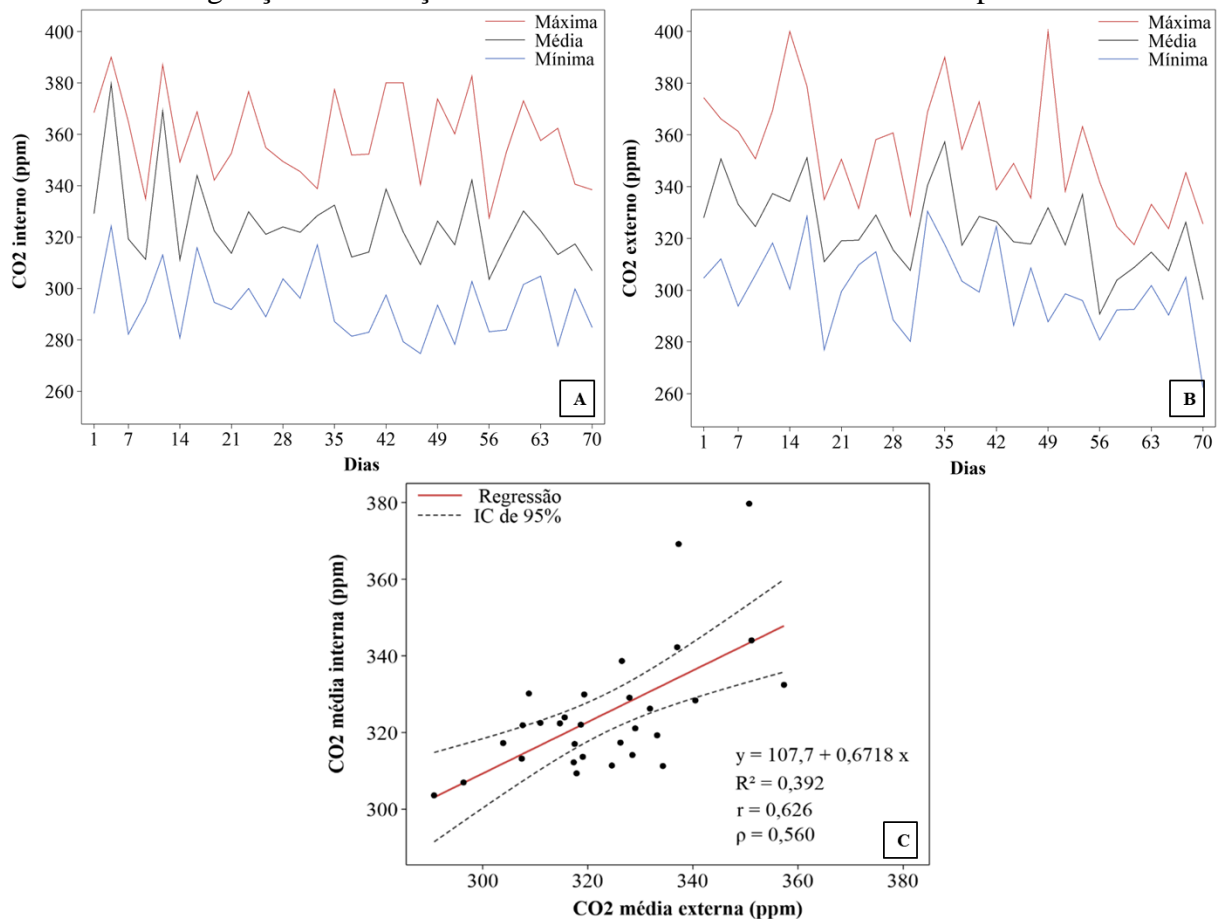 Máxima
Média
Mínima
CO2 interno (ppm)
400
380
360
340
320
300
280
260
1 7 14 21 28 35 42 49 56 63 70
Dias
A
Máxima
Média
Mínima
CO2 externo (ppm)
400
380
360
340
320
300
280
260
1 7 14 21 28 35 42 49 56 63 70
Dias
B
Regressão
IC de 95%
CO2 média interna (ppm)
380
360
340
320
300
y = 107,7 + 0,6718 x
R² = 0,392
r = 0,626
ρ = 0,560
C
300 320 340 360 380
CO2 média externa (ppm)